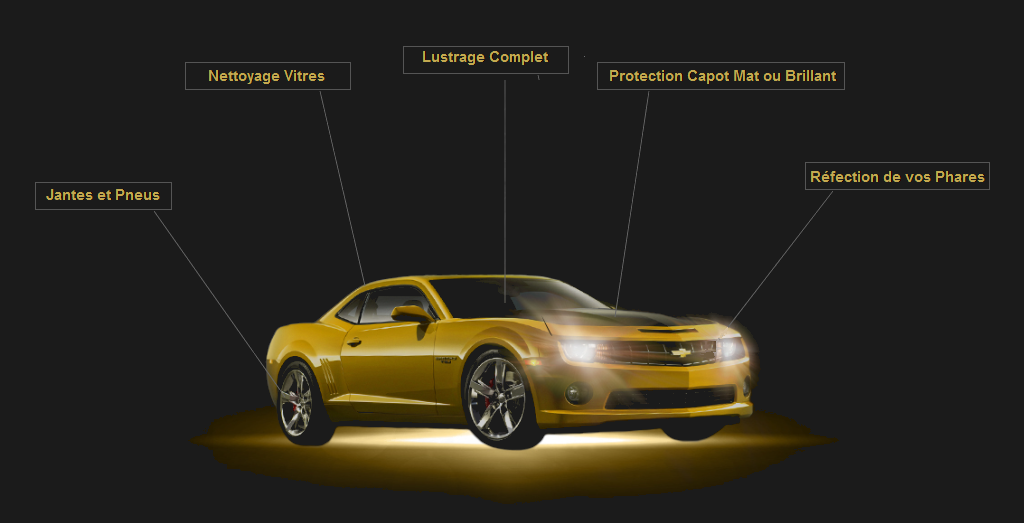 Lustrage Complet
Nettoyage Vitres
Protection Capot Mat ou Brillant
Réfection de vos Phares
Jantes et Pneus